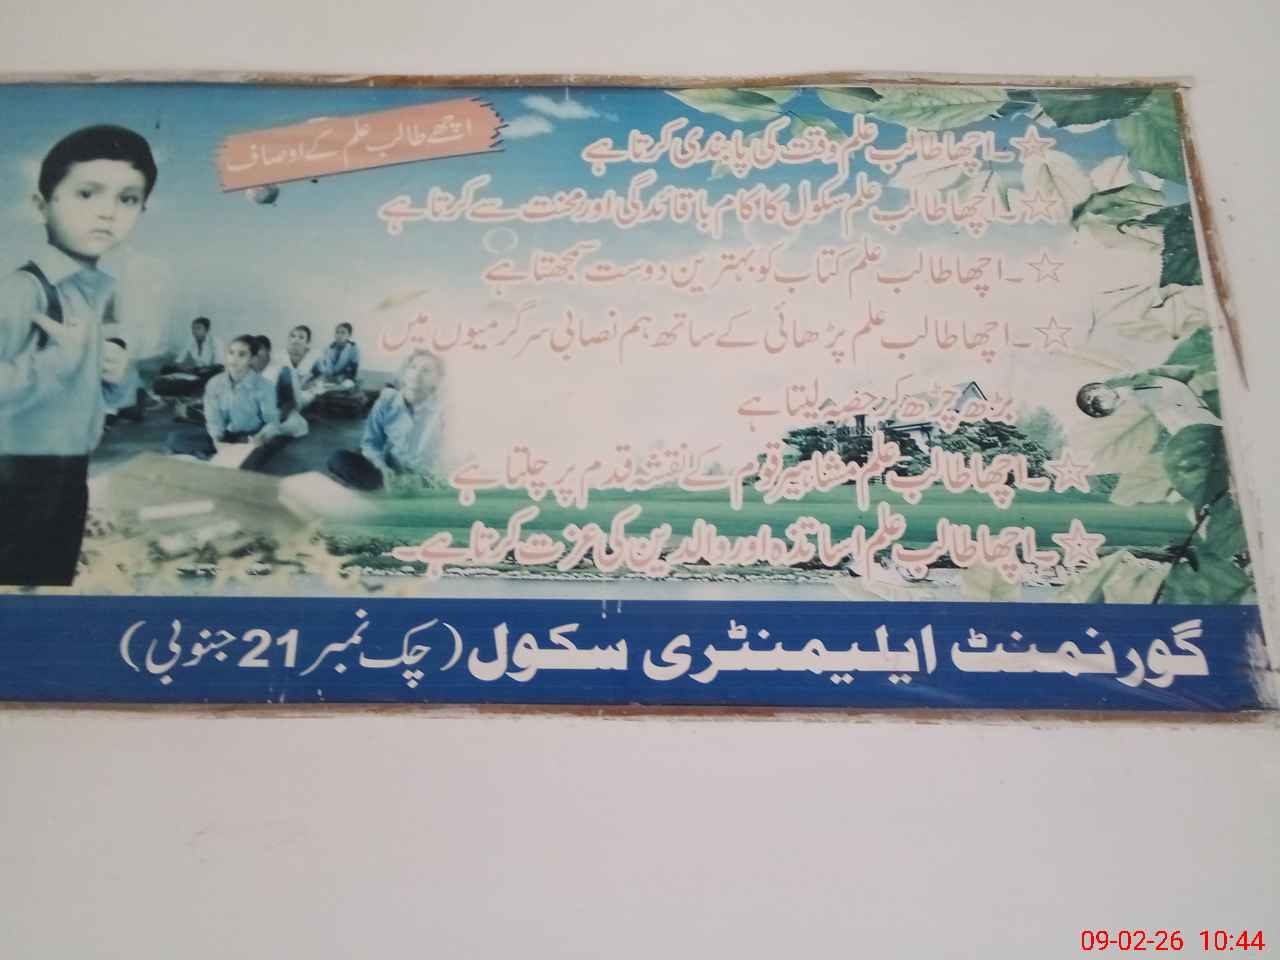 اچھے طالب علم کے اوصاف
☆۔اچھا طالب علم وقت کی پابندی کرتا ہے
☆۔اچھا طالب علم سکول کا کام باقائدگی اور محنت سے کرتا ہے
☆۔اچھا طالب علم کتاب کو بہترین دوست سمجھتا ہے
☆۔اچھا طالب علم پڑھائی کے ساتھ ہم نصابی سرگرمیوں میں
بڑھ چڑھ کر حصہ لیتا ہے
☆۔اچھا طالب علم مشاہیر قوم کے نقشہ قدم پر چلتا ہے
☆۔اچھا طالب علم اساتذہ اور والدین کی عزت کرتا ہے۔
گورنمنٹ ایلیمنٹری سکول (چک نمبر 21 جنوبی)
09-02-26 10:44